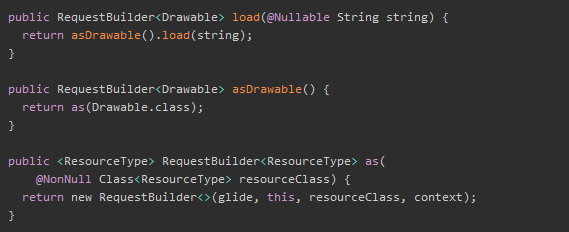 public RequestBuilder<Drawable> load(@Nullable String string) {
  return asDrawable().load(string);
}

public RequestBuilder<Drawable> asDrawable() {
  return as(Drawable.class);
}

public <ResourceType> RequestBuilder<ResourceType> as(
    @NonNull Class<ResourceType> resourceClass) {
  return new RequestBuilder<>(glide, this, resourceClass, context);
}